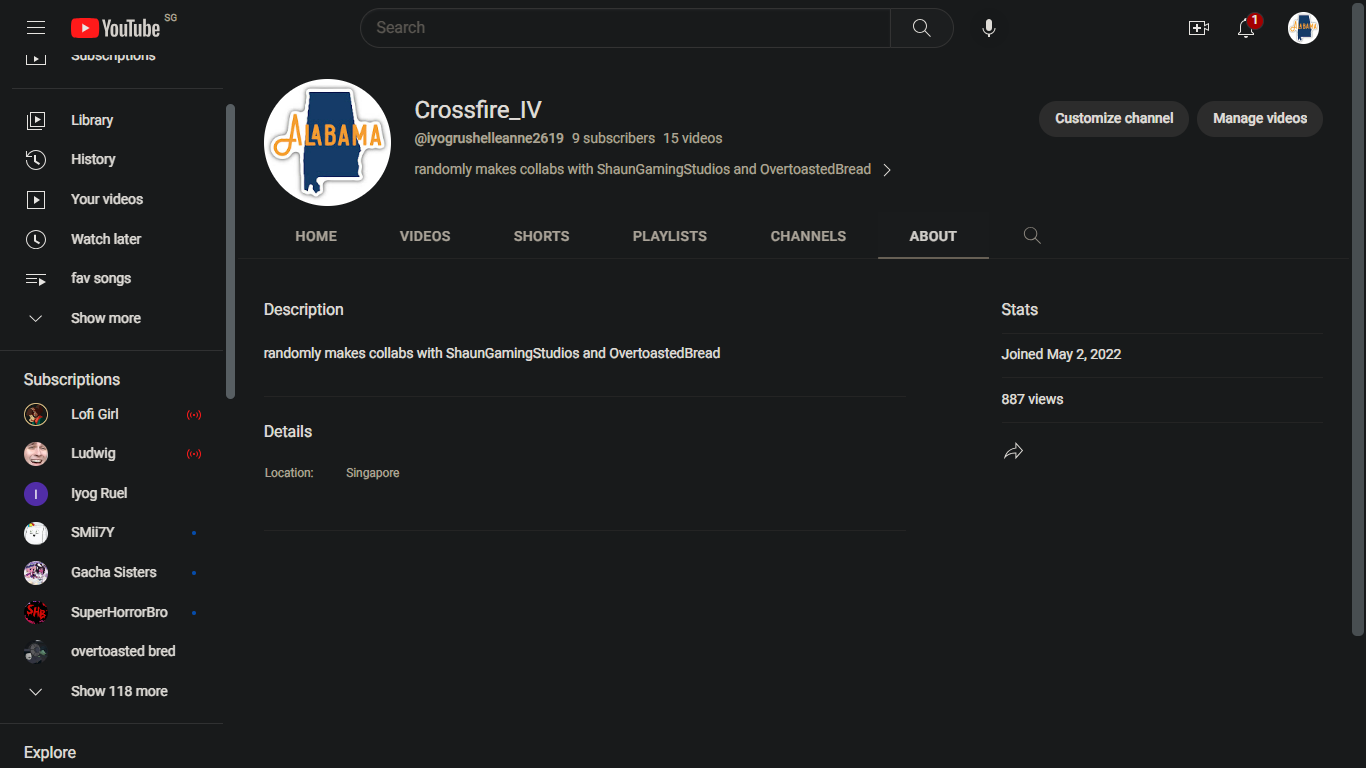 YouTube SG
Search
1
Subscriptions
Library
History
Your videos
Watch later
fav songs
Show more
Subscriptions
Lofi Girl
Ludwig
I Iyog Ruel
SMii7Y
Gacha Sisters
SHB SuperHorrorBro
overtoasted bred
Show 118 more
Explore
ALABAMA
Crossfire_IV
@iyogrushelleanne2619 9 subscribers 15 videos
randomly makes collabs with ShaunGamingStudios and OvertoastedBread
Customize channel Manage videos
HOME VIDEOS SHORTS PLAYLISTS CHANNELS ABOUT
Description
randomly makes collabs with ShaunGamingStudios and OvertoastedBread
Details
Location: Singapore
Stats
Joined May 2, 2022
887 views